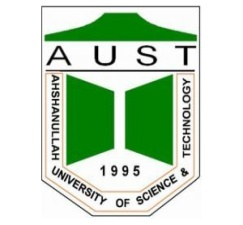 AUST
AHSHANULLAH UNIVERSITY OF SCIENCE & TECHNOLOGY
1995